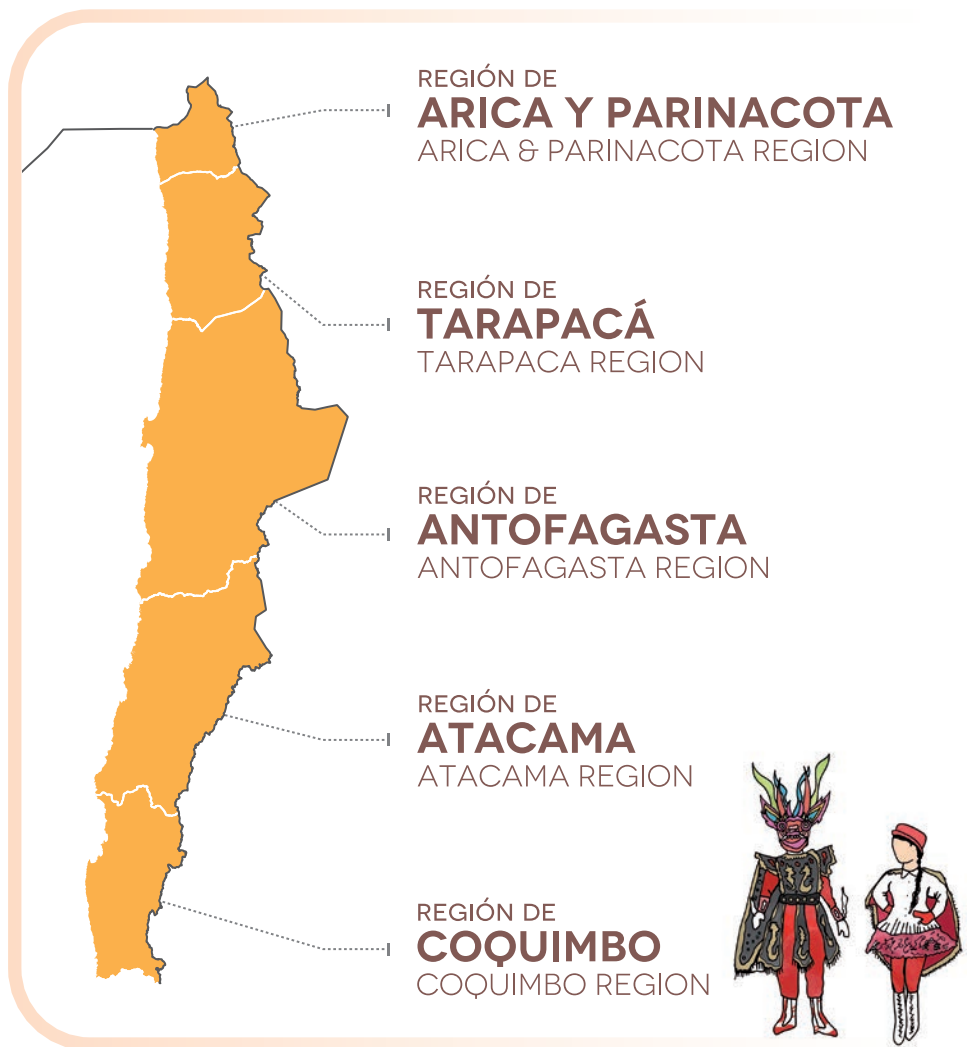 REGIÓN DE
ARICA Y PARINACOTA
ARICA & PARINACOTA REGION
REGIÓN DE
TARAPACÁ
TARAPACA REGION
REGIÓN DE
ANTOFAGASTA
ANTOFAGASTA REGION
REGIÓN DE
ATACAMA
ATACAMA REGION
REGIÓN DE
COQUIMBO
COQUIMBO REGION